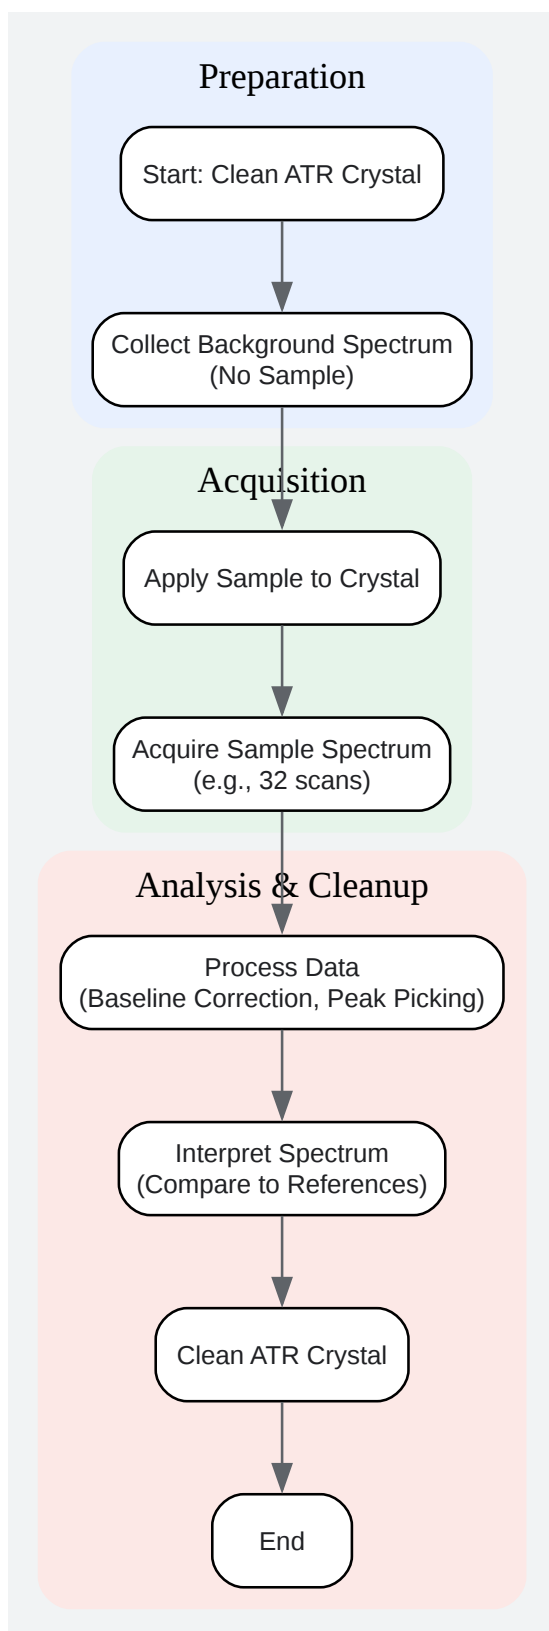 Preparation
Start: Clean ATR Crystal
Collect Background Spectrum
(No Sample)
Acquisition
Apply Sample to Crystal
Acquire Sample Spectrum
(e.g., 32 scans)
Analysis & Cleanup
Process Data
(Baseline Correction, Peak Picking)
Interpret Spectrum
(Compare to References)
Clean ATR Crystal
End